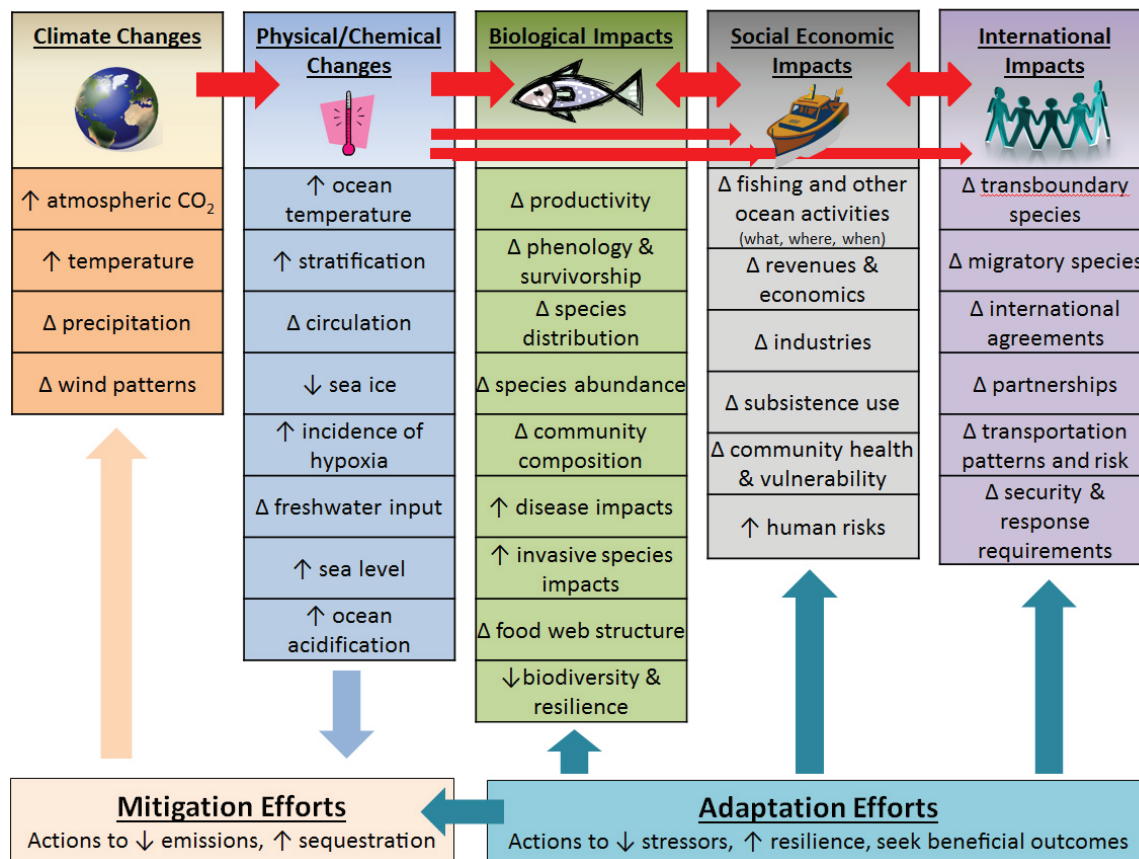 Climate Changes
↑ atmospheric CO₂
↑ temperature
Δ precipitation
Δ wind patterns
Physical/Chemical
Changes
↑ ocean
temperature
↑ stratification
Δ circulation
↓ sea ice
↑ incidence of
hypoxia
Δ freshwater input
↑ sea level
↑ ocean
acidification
Biological Impacts
Δ productivity
Δ phenology &
survivorship
Δ species
distribution
Δ species abundance
Δ community
composition
↑ disease impacts
↑ invasive species
impacts
Δ food web structure
↓ biodiversity &
resilience
Social Economic
Impacts
Δ fishing and other
ocean activities
(what, where, when)
Δ revenues &
economics
Δ industries
Δ subsistence use
Δ community health
& vulnerability
↑ human risks
International
Impacts
Δ transboundary
species
Δ migratory species
Δ international
agreements
Δ partnerships
Δ transportation
patterns and risk
Δ security &
response
requirements
Mitigation Efforts
Actions to ↓ emissions, ↑ sequestration
Adaptation Efforts
Actions to ↓ stressors, ↑ resilience, seek beneficial outcomes